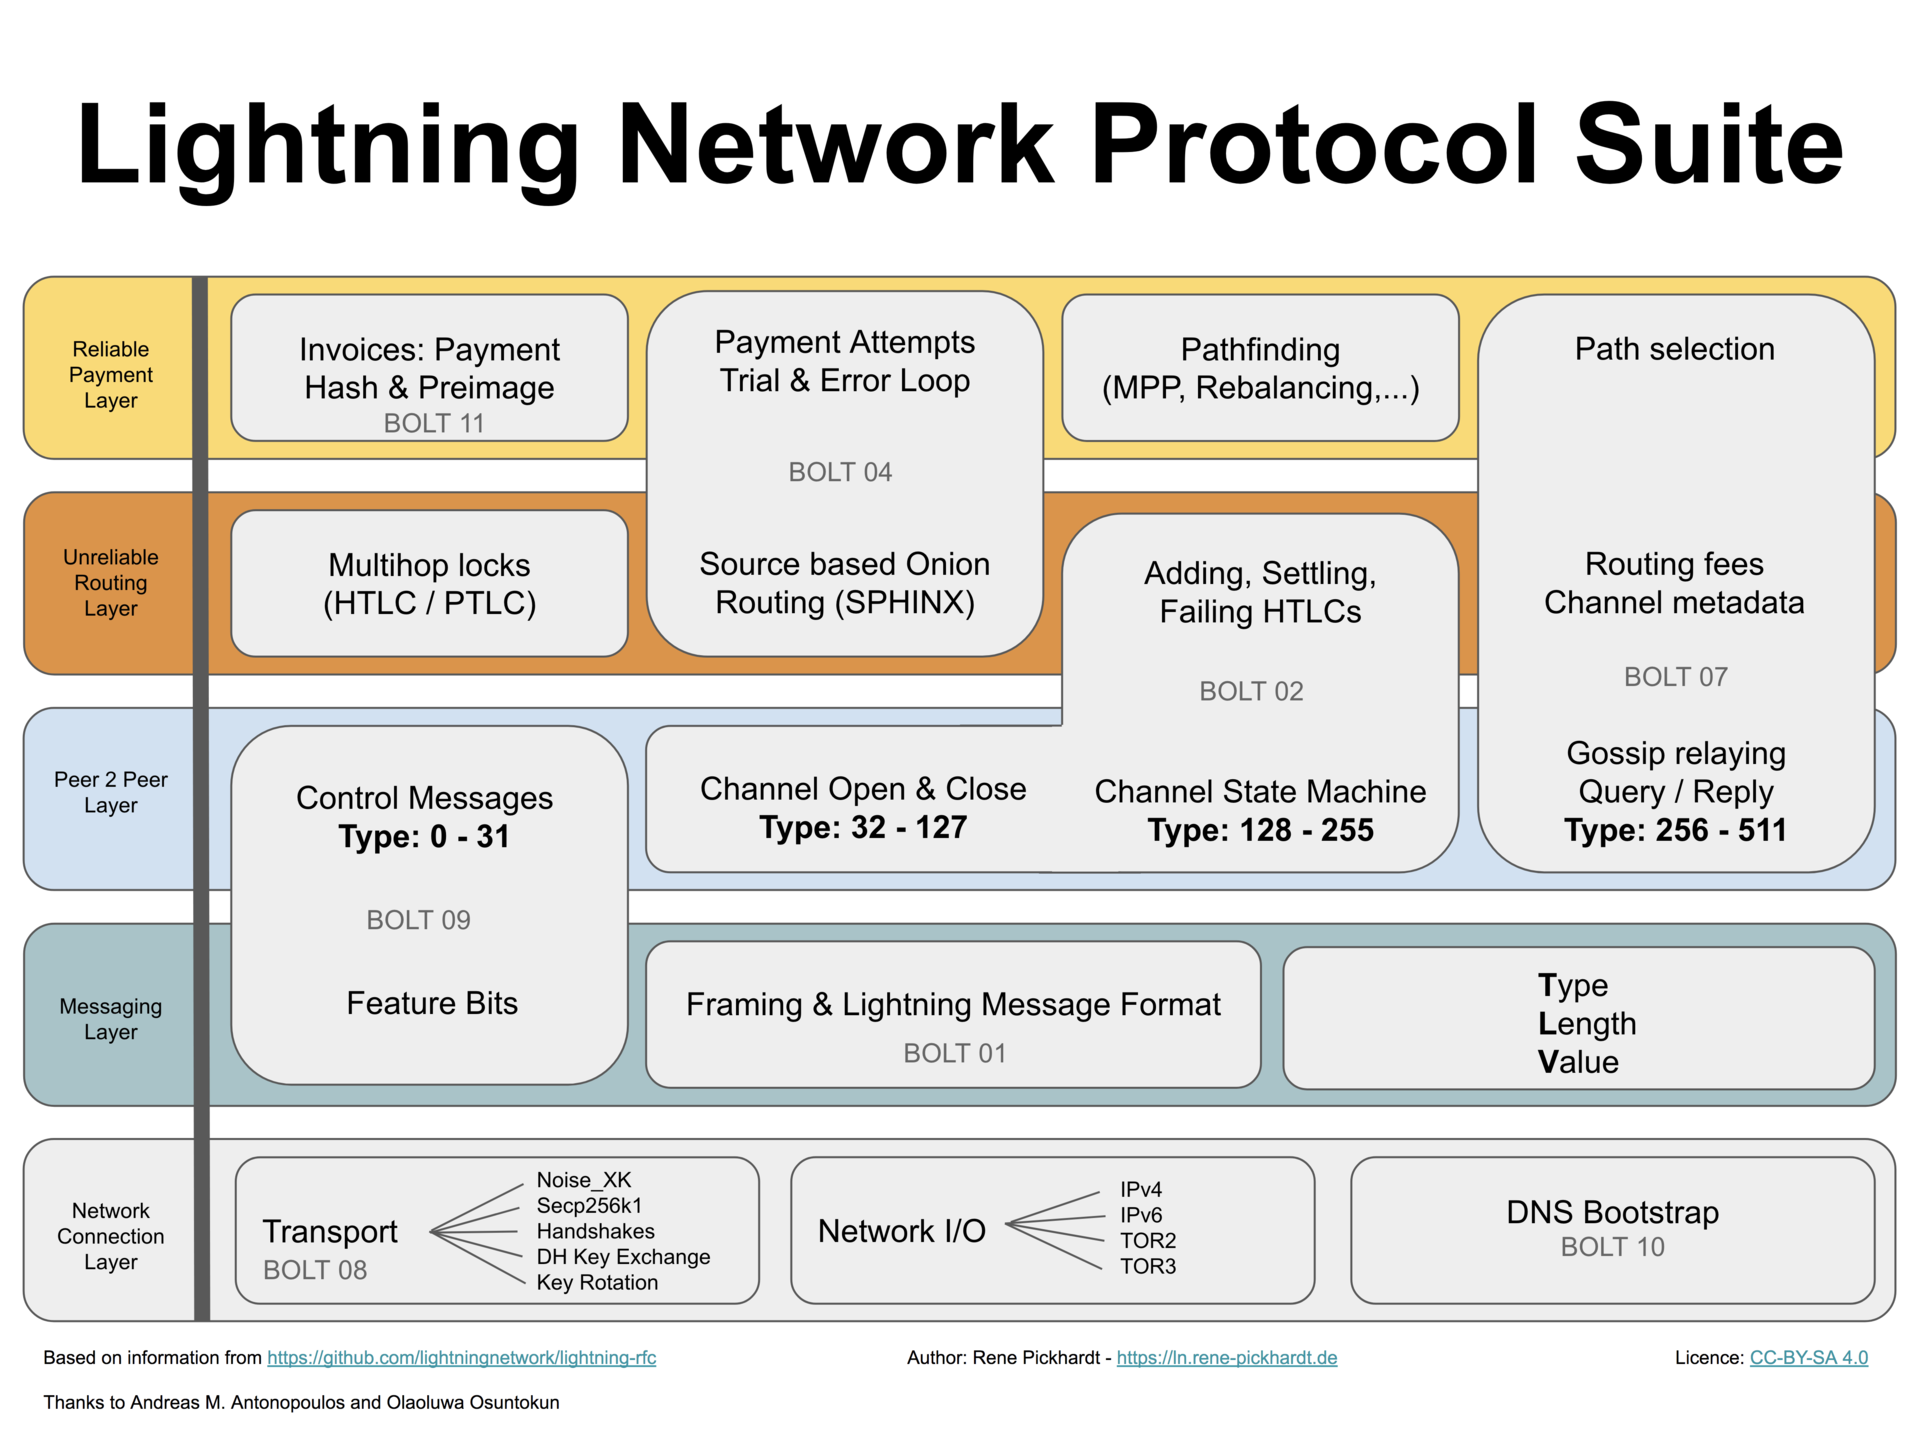 Lightning Network Protocol Suite
Reliable
Payment
Layer
Invoices: Payment
Hash & Preimage
BOLT 11
Payment Attempts
Trial & Error Loop
BOLT 04
Source based Onion
Routing (SPHINX)
Pathfinding
(MPP, Rebalancing,...)
Path selection
Routing fees
Channel metadata
BOLT 07
Gossip relaying
Query / Reply
Type: 256 - 511
Unreliable
Routing
Layer
Multihop locks
(HTLC / PTLC)
Adding, Settling,
Failing HTLCs
BOLT 02
Channel State Machine
Type: 128 - 255
Peer 2 Peer
Layer
Control Messages
Type: 0 - 31
BOLT 09
Feature Bits
Channel Open & Close
Type: 32 - 127
Messaging
Layer
Framing & Lightning Message Format
BOLT 01
Type
Length
Value
Network
Connection
Layer
Transport
BOLT 08
Noise_XK
Secp256k1
Handshakes
DH Key Exchange
Key Rotation
Network I/O
IPv4
IPv6
TOR2
TOR3
DNS Bootstrap
BOLT 10
Based on information from https://github.com/lightningnetwork/lightning-rfc
Author: Rene Pickhardt - https://ln.rene-pickhardt.de
Licence: CC-BY-SA 4.0
Thanks to Andreas M. Antonopoulos and Olaoluwa Osuntokun